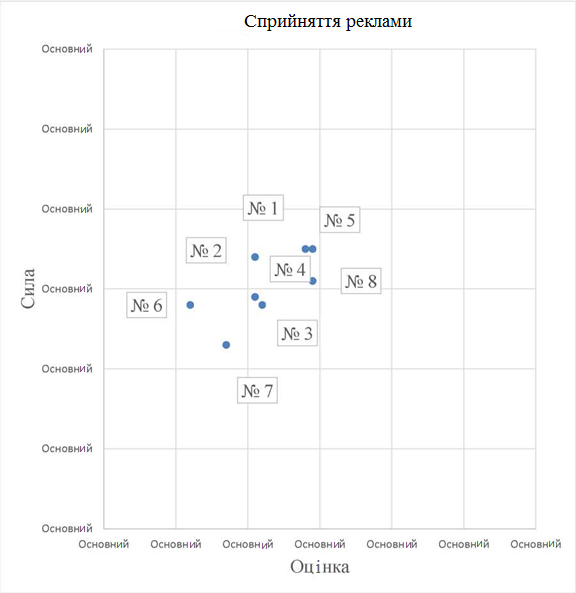 Сприйняття реклами
Основний
Основний
Основний
№ 1
№ 5
№ 2
№ 4
Сила
Основний
№ 8
№ 6
№ 3
Основний
№ 7
Основний
Основний
Основний Основний Основний Основний Основний Основний Основний
Оцінка